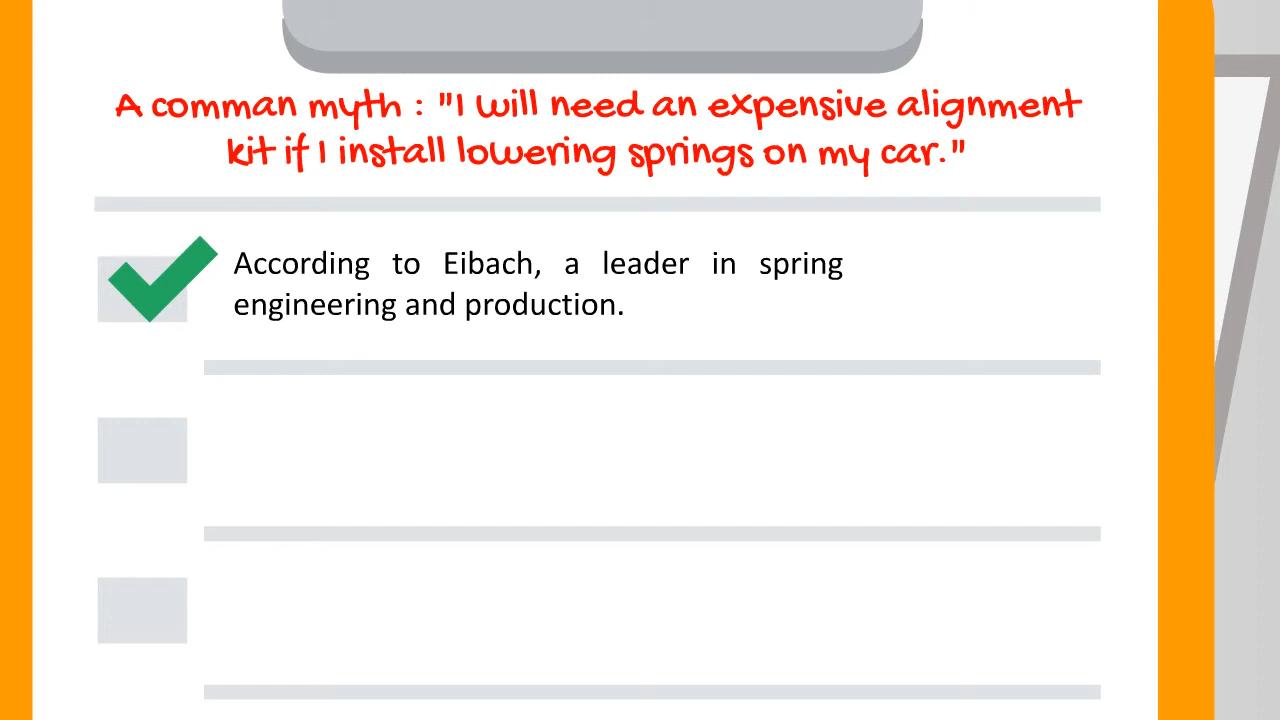 A comman myth : "I will need an expensive alignment
kit if I install lowering springs on my car."
According to Eibach, a leader in spring
engineering and production.